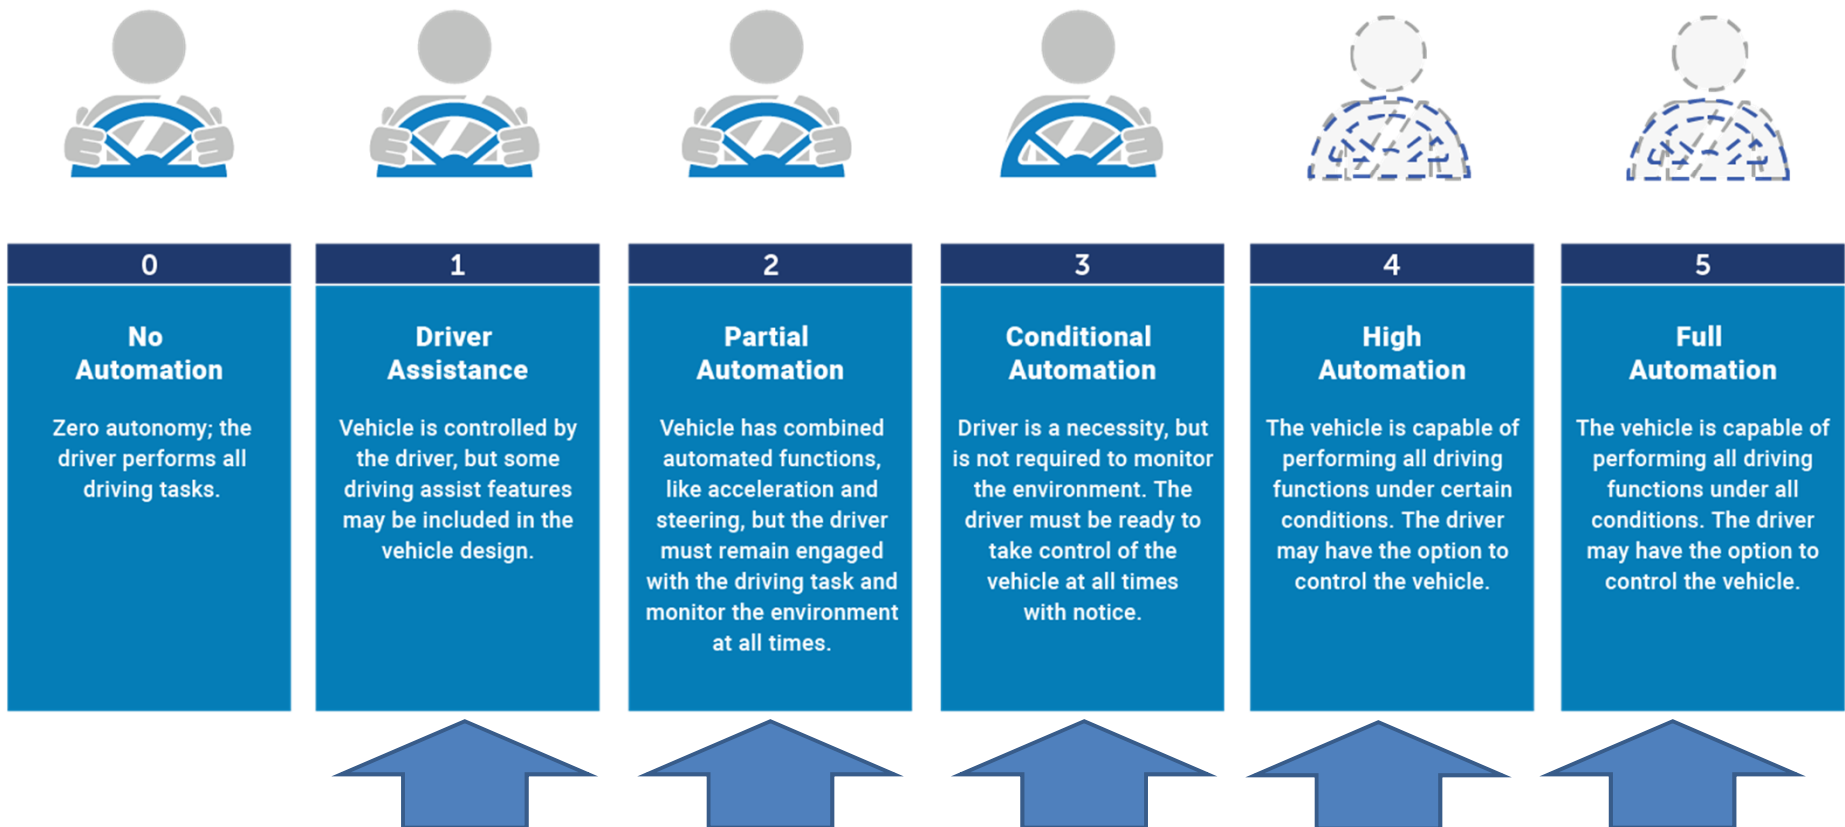 0
No
Automation
Zero autonomy; the
driver performs all
driving tasks.
1
Driver
Assistance
Vehicle is controlled by
the driver, but some
driving assist features
may be included in the
vehicle design.
2
Partial
Automation
Vehicle has combined
automated functions,
like acceleration and
steering, but the driver
must remain engaged
with the driving task and
monitor the environment
at all times.
3
Conditional
Automation
Driver is a necessity, but
is not required to monitor
the environment. The
driver must be ready to
take control of the
vehicle at all times
with notice.
4
High
Automation
The vehicle is capable of
performing all driving
functions under certain
conditions. The driver
may have the option to
control the vehicle.
5
Full
Automation
The vehicle is capable of
performing all driving
functions under all
conditions. The driver
may have the option to
control the vehicle.